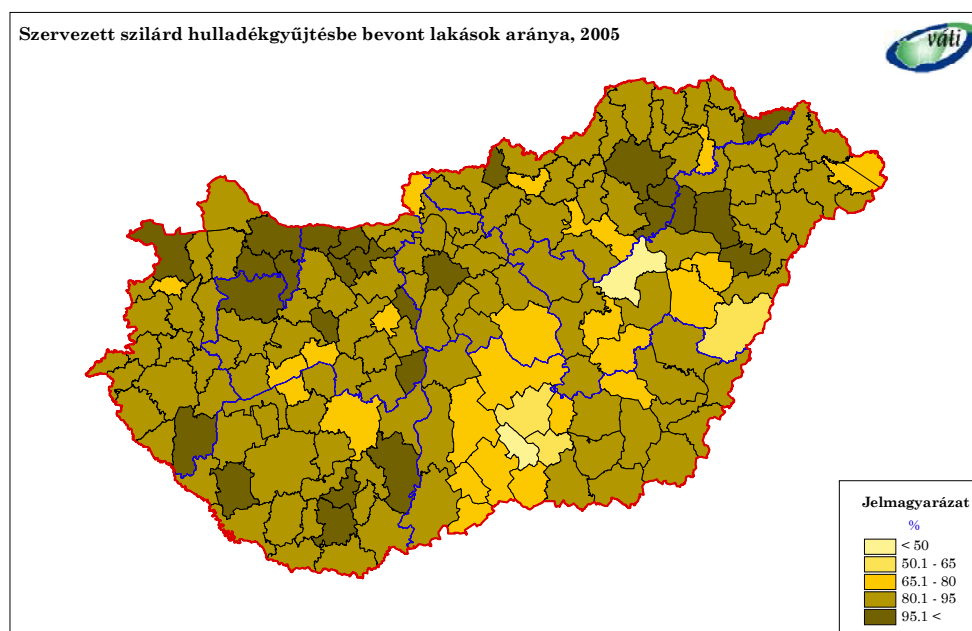 Szervezett szilárd hulladékgyűjtésbe bevont lakások aránya, 2005
váti
Jelmagyarázat
%
< 50
50.1 - 65
65.1 - 80
80.1 - 95
95.1 <